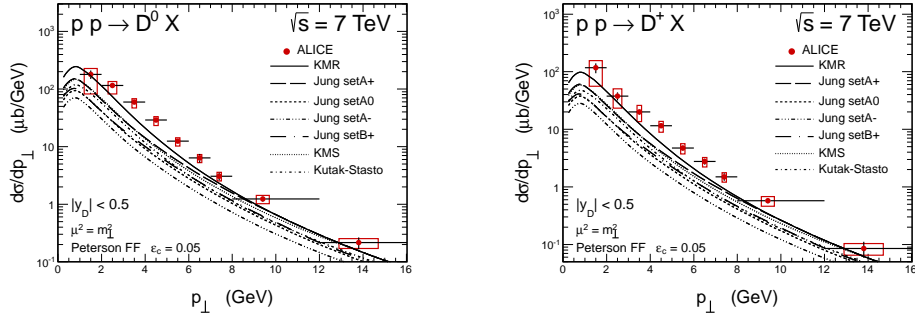 p p → D⁰ X √s = 7 TeV
dσ/dp⊥ (μb/GeV)
ALICE
KMR
Jung setA+
Jung setA0
Jung setA-
Jung setB+
KMS
Kutak-Stasto
|y_D| < 0.5
μ² = m²⊥
Peterson FF ε_c = 0.05
10³
10²
10
1
10⁻¹
0 2 4 6 8 10 12 14 16
p⊥ (GeV)
p p → D⁺ X √s = 7 TeV
dσ/dp⊥ (μb/GeV)
ALICE
KMR
Jung setA+
Jung setA0
Jung setA-
Jung setB+
KMS
Kutak-Stasto
|y_D| < 0.5
μ² = m²⊥
Peterson FF ε_c = 0.05
10³
10²
10
1
10⁻¹
0 2 4 6 8 10 12 14 16
p⊥ (GeV)